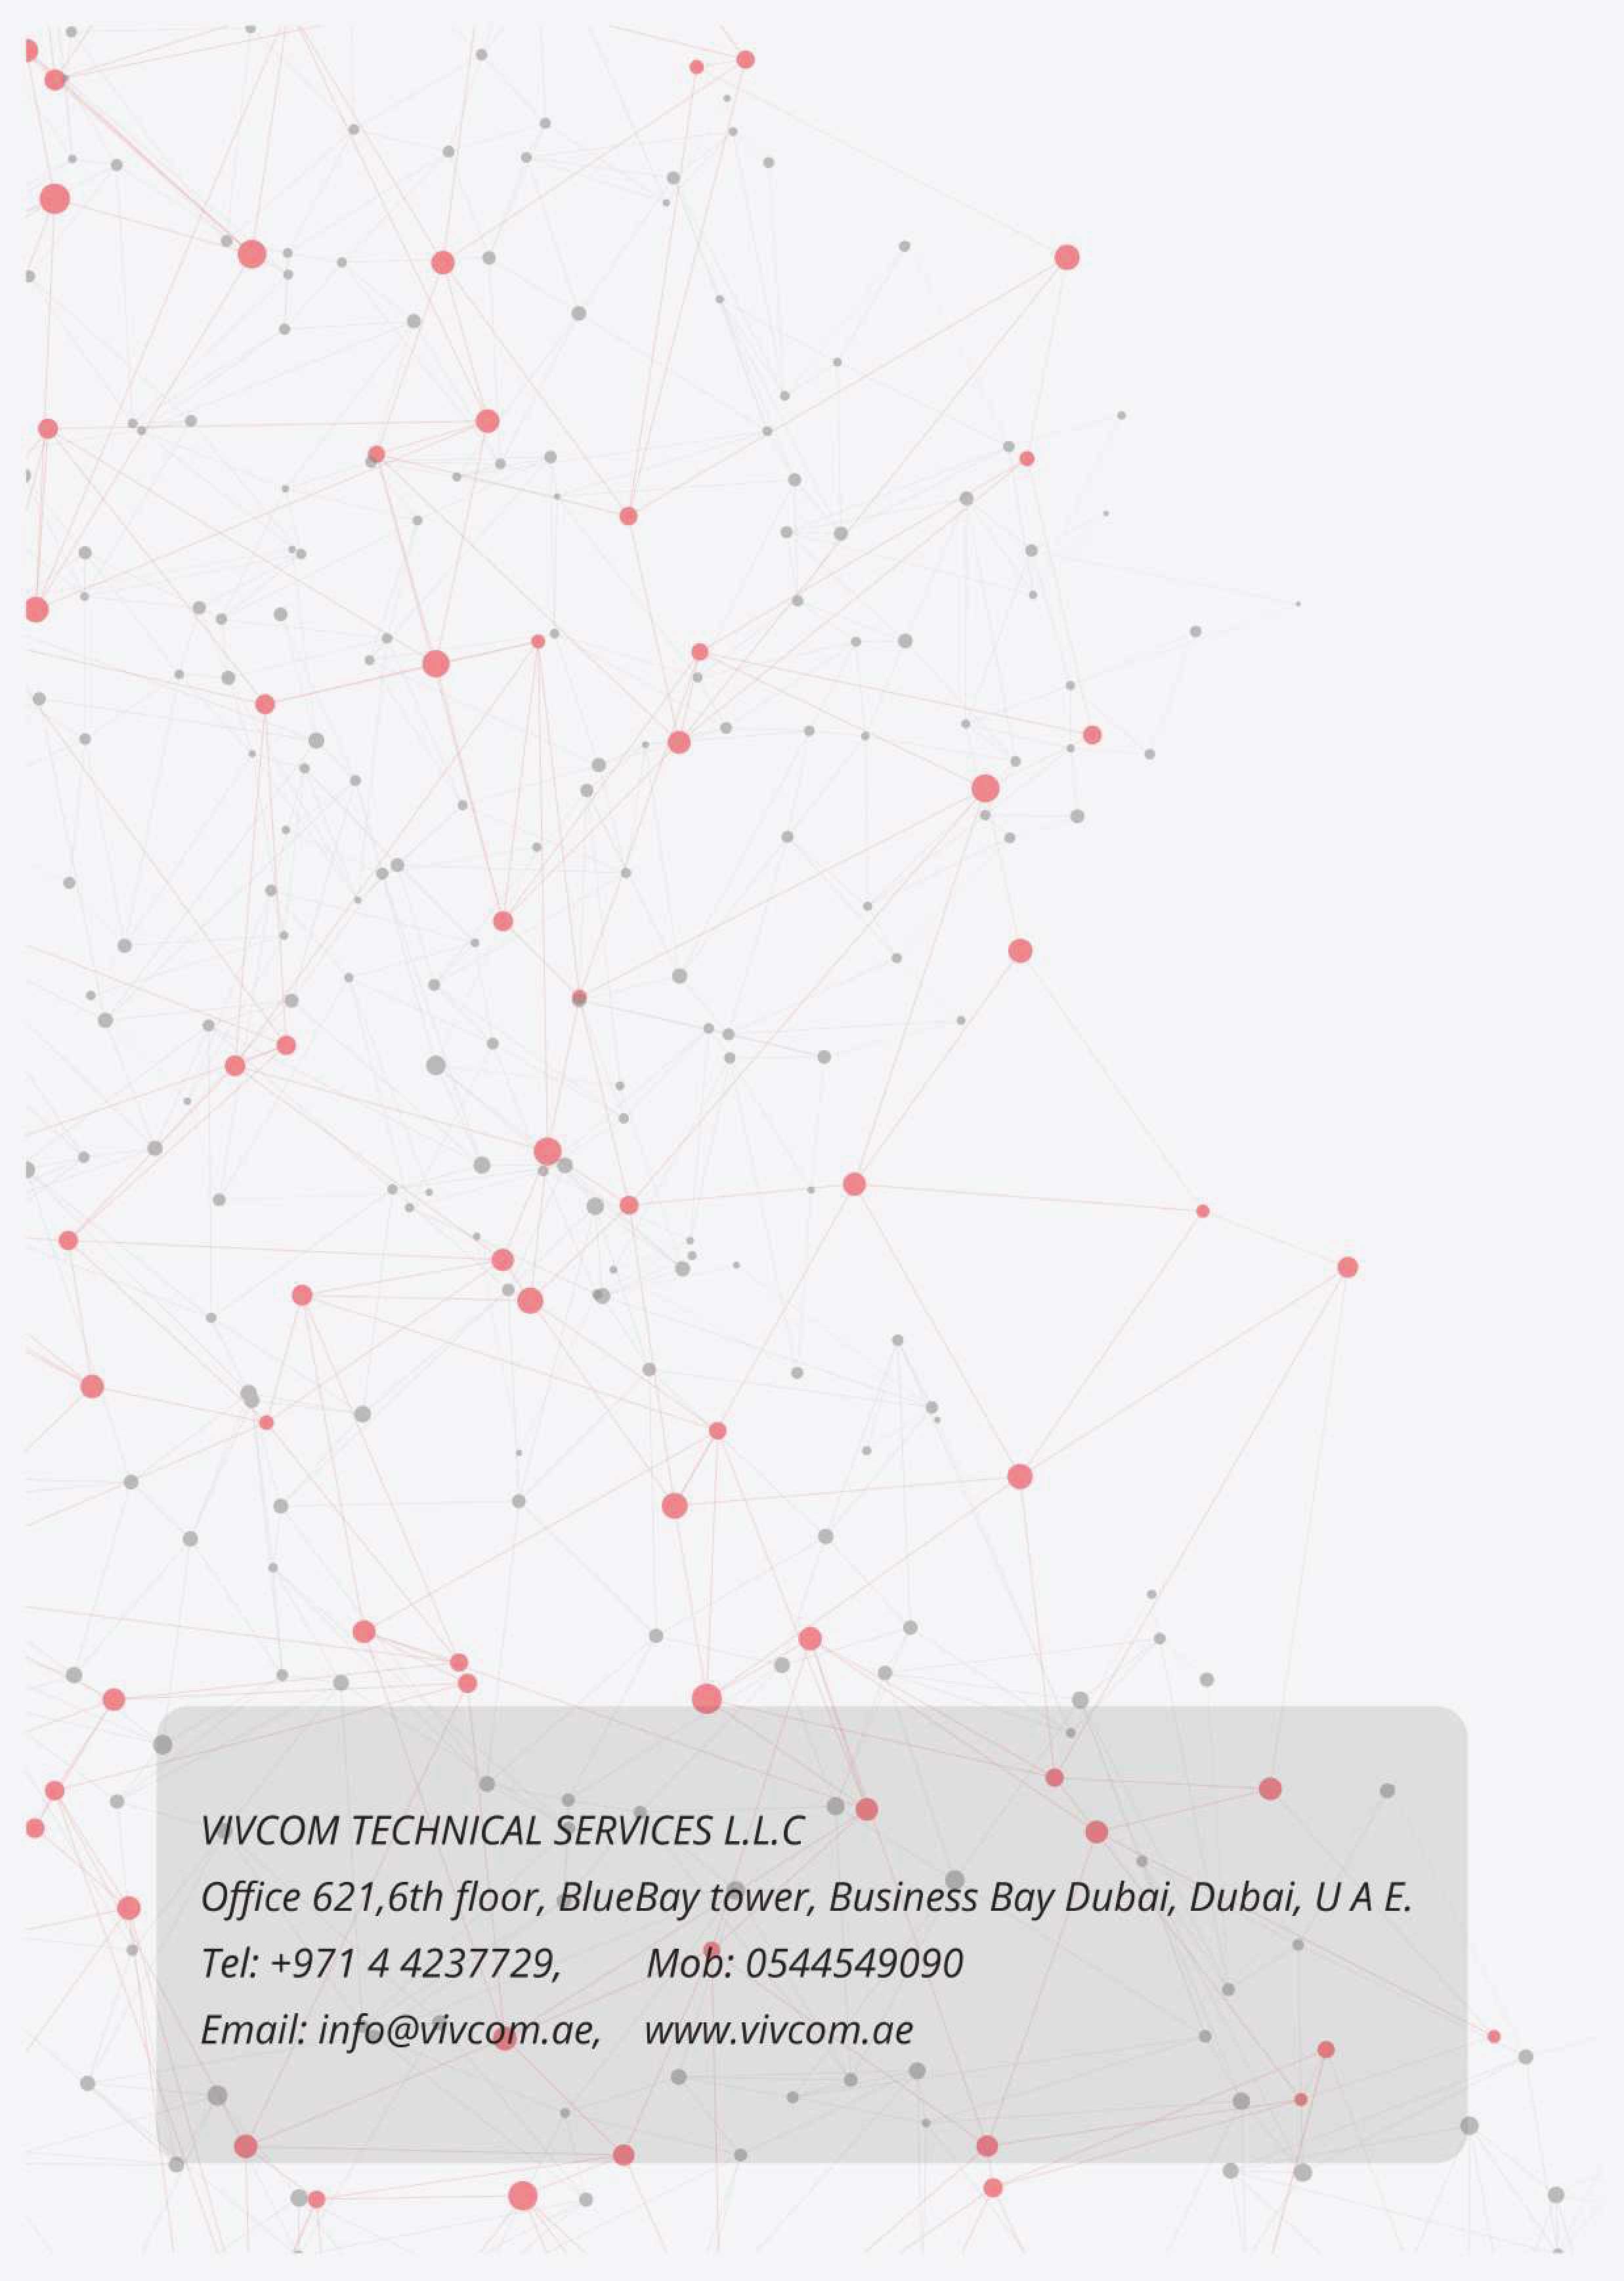 VIVCOM TECHNICAL SERVICES L.L.C
Office 621,6th floor, BlueBay tower, Business Bay Dubai, Dubai, U A E.
Tel: +971 4 4237729, Mob: 0544549090
Email: info@vivcom.ae, www.vivcom.ae